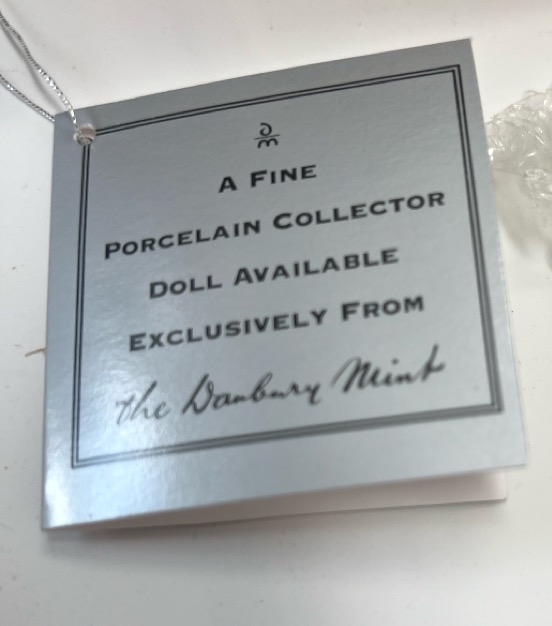 A FINE
PORCELAIN COLLECTOR
DOLL AVAILABLE
EXCLUSIVELY FROM
the Danbury Mint